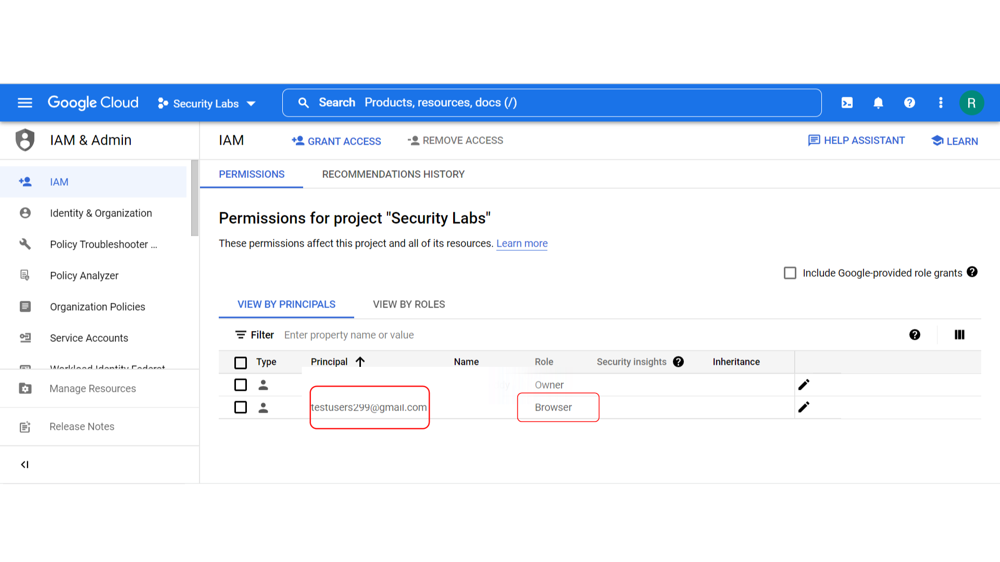 Google Cloud Security Labs Search Products, resources, docs (/) R
IAM & Admin
IAM GRANT ACCESS REMOVE ACCESS HELP ASSISTANT LEARN
IAM
Identity & Organization
Policy Troubleshooter ...
Policy Analyzer
Organization Policies
Service Accounts
Workload Identity Federat
Manage Resources
Release Notes
PERMISSIONS RECOMMENDATIONS HISTORY
Permissions for project "Security Labs"
These permissions affect this project and all of its resources. Learn more
Include Google-provided role grants
VIEW BY PRINCIPALS VIEW BY ROLES
Filter Enter property name or value
Type Principal Name Role Security insights Inheritance
Owner
testusers299@gmail.com Browser